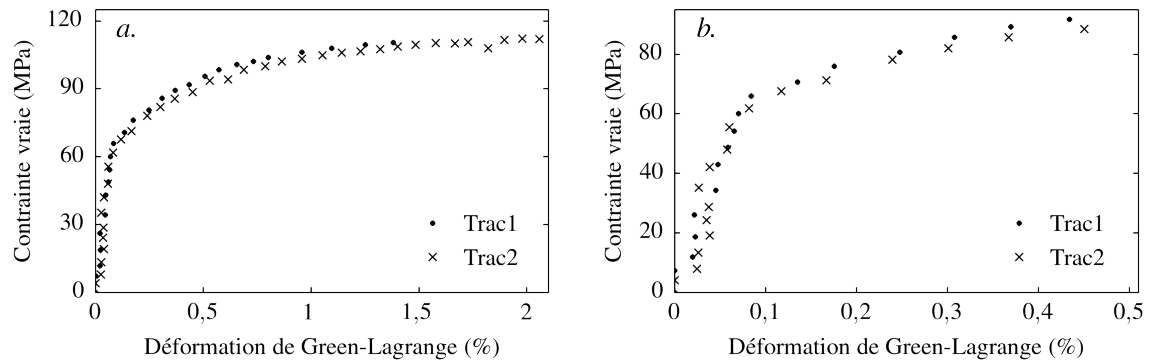 a.
Contrainte vraie (MPa)
120
90
60
30
0
0 0,5 1 1,5 2
Déformation de Green-Lagrange (%)
Trac1
Trac2
b.
Contrainte vraie (MPa)
80
60
40
20
0
0 0,1 0,2 0,3 0,4 0,5
Déformation de Green-Lagrange (%)
Trac1
Trac2